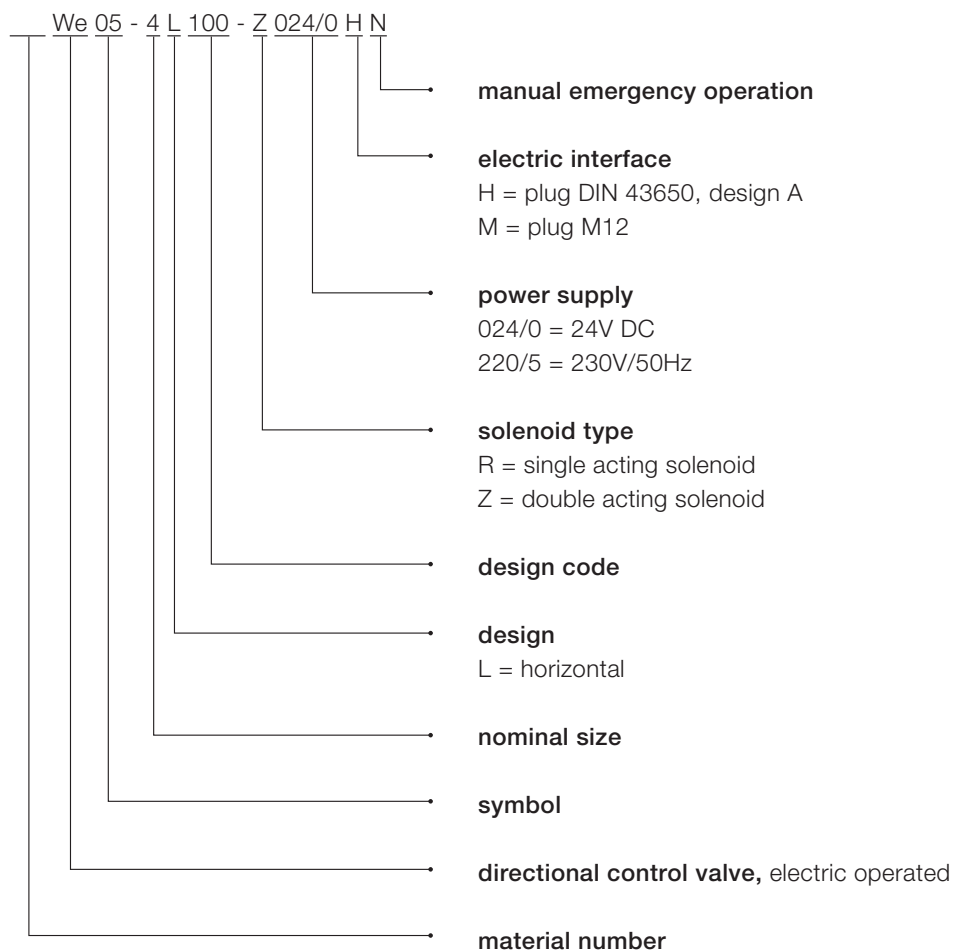 We 05 - 4 L 100 - Z 024/0 H N
manual emergency operation
electric interface
H = plug DIN 43650, design A
M = plug M12
power supply
024/0 = 24V DC
220/5 = 230V/50Hz
solenoid type
R = single acting solenoid
Z = double acting solenoid
design code
design
L = horizontal
nominal size
symbol
directional control valve, electric operated
material number